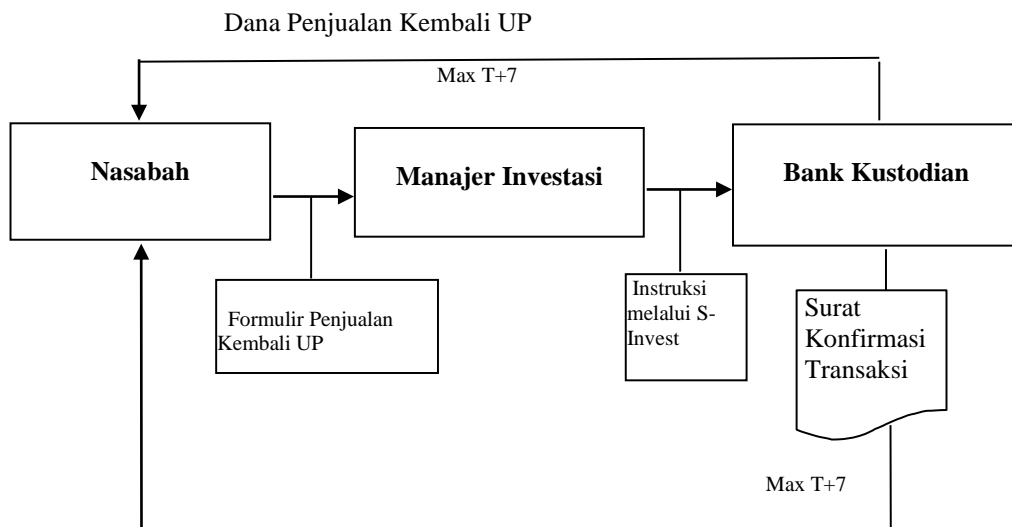 Dana Penjualan Kembali UP
Max T+7
Nasabah
Manajer Investasi
Bank Kustodian
Formulir Penjualan
Kembali UP
Instruksi
melalui S-
Invest
Surat
Konfirmasi
Transaksi
Max T+7